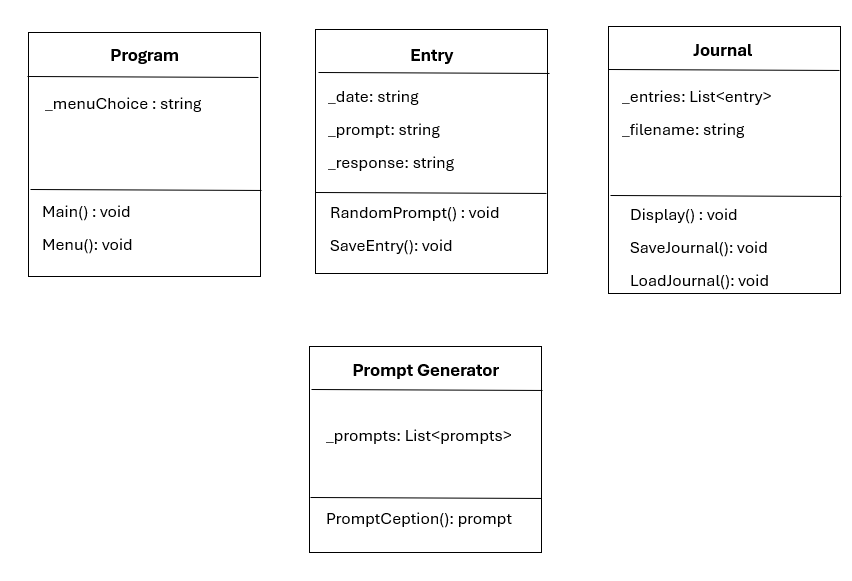 Program
_menuChoice : string
Main() : void
Menu(): void
Entry
_date: string
_prompt: string
_response: string
RandomPrompt() : void
SaveEntry(): void
Journal
_entries: List<entry>
_filename: string
Display() : void
SaveJournal(): void
LoadJournal(): void
Prompt Generator
_prompts: List<prompts>
PromptCeption(): prompt